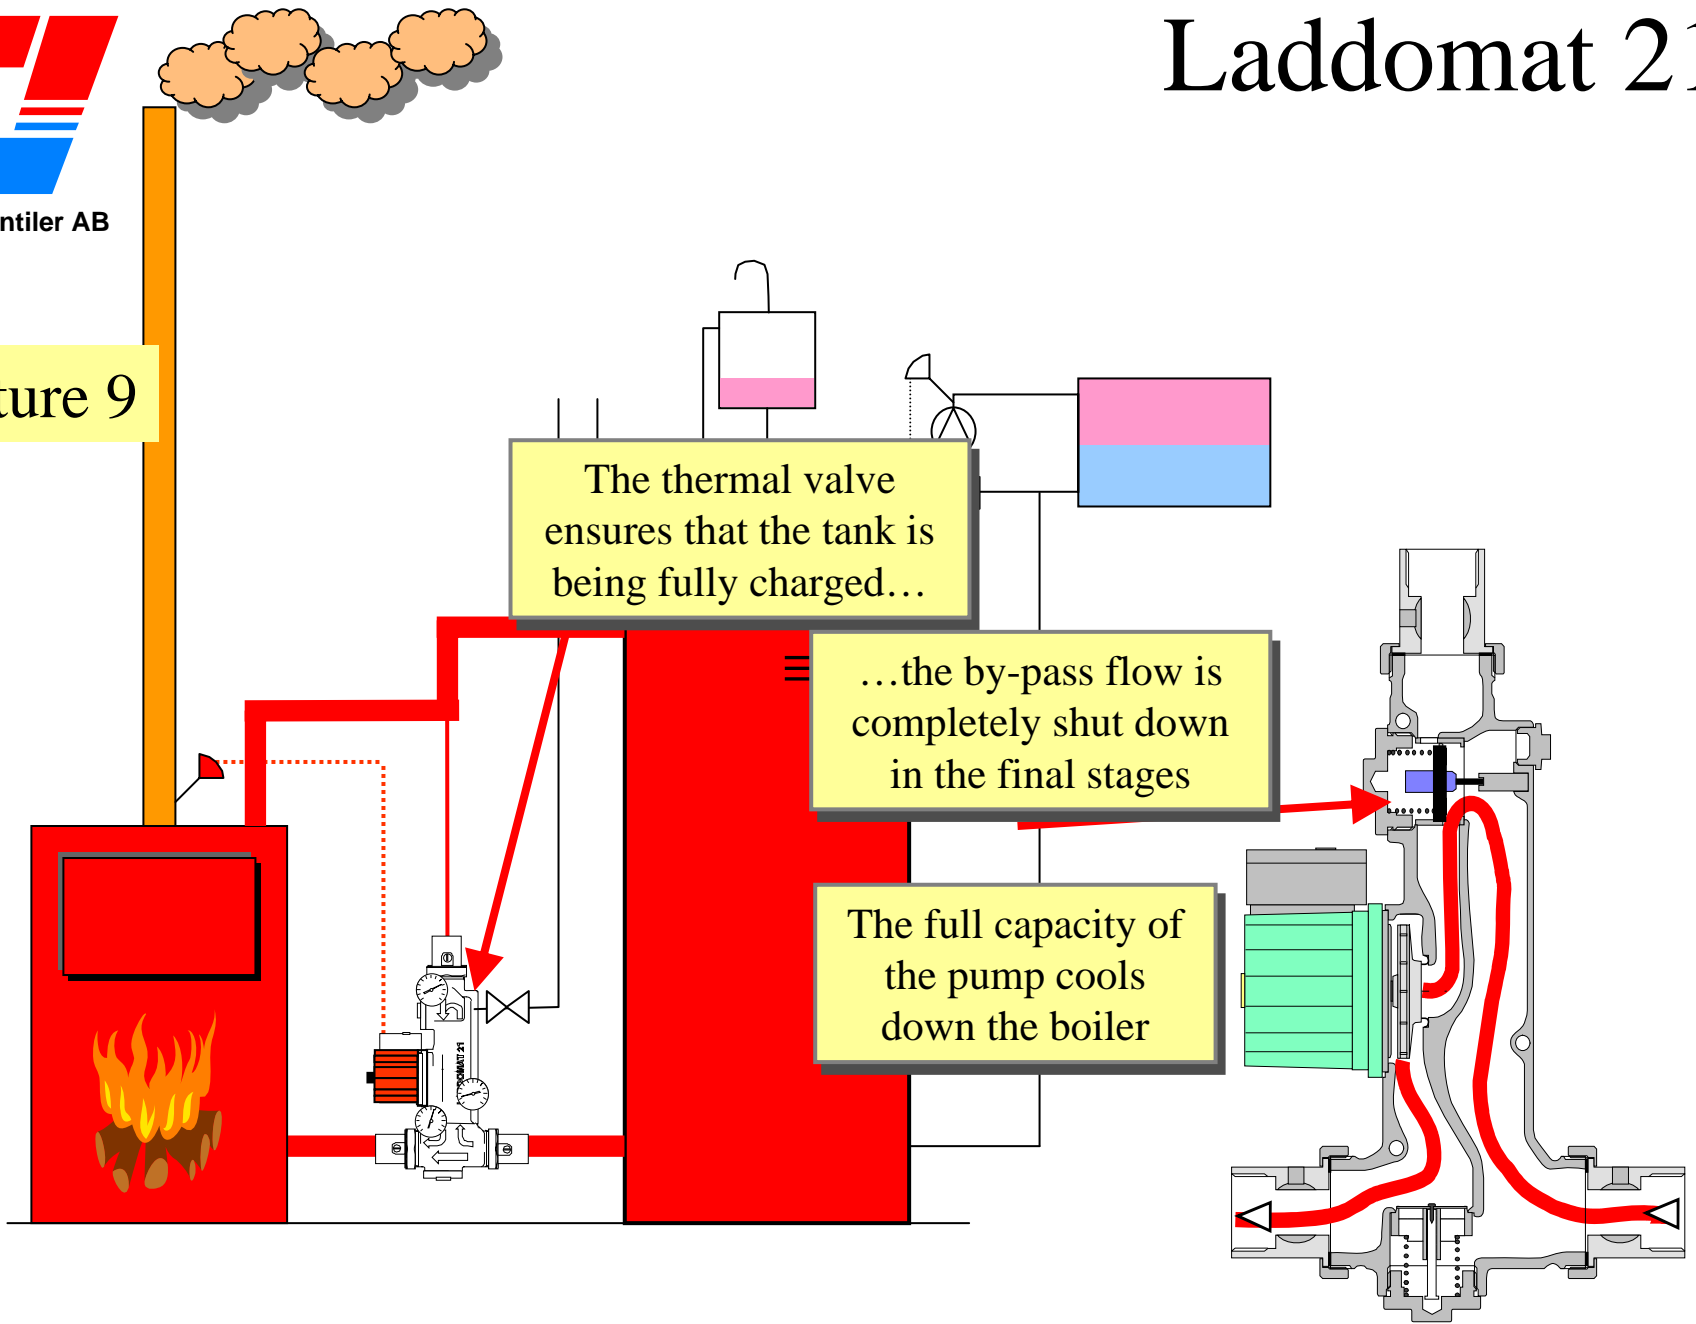 Laddomat 21
ntiler AB
ture 9
The thermal valve
ensures that the tank is
being fully charged…
…the by-pass flow is
completely shut down
in the final stages
The full capacity of
the pump cools
down the boiler